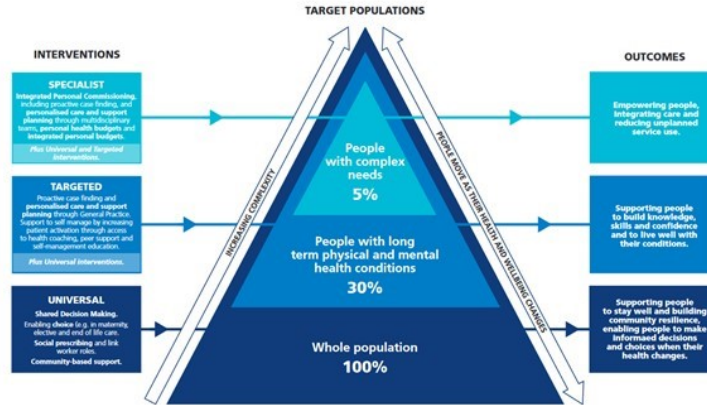 TARGET POPULATIONS
INTERVENTIONS
SPECIALIST
Integrated Personal Commissioning,
including proactive case finding, and
personalised care and support
planning through multidisciplinary
teams, personal health budgets and
integrated personal budgets.
Plus Universal and Targeted
interventions.
TARGETED
Proactive case finding and
personalised care and support
planning through General Practice.
Support to self manage by increasing
patient activation through access
to health coaching, peer support and
self-management education.
Plus Universal interventions.
UNIVERSAL
Shared Decision Making.
Enabling choice (e.g. in maternity,
elective and end of life care.
Social prescribing and link
worker roles.
Community-based support.
INCREASING COMPLEXITY
People
with complex
needs
5%
People with long
term physical and mental
health conditions
30%
Whole population
100%
PEOPLE MOVE AS THEIR HEALTH AND WELLBEING CHANGES
OUTCOMES
Empowering people,
integrating care and
reducing unplanned
service use.
Supporting people
to build knowledge,
skills and confidence
and to live well with
their conditions.
Supporting people
to stay well and building
community resilience,
enabling people to make
informaed decisions
and choices when their
health changes.